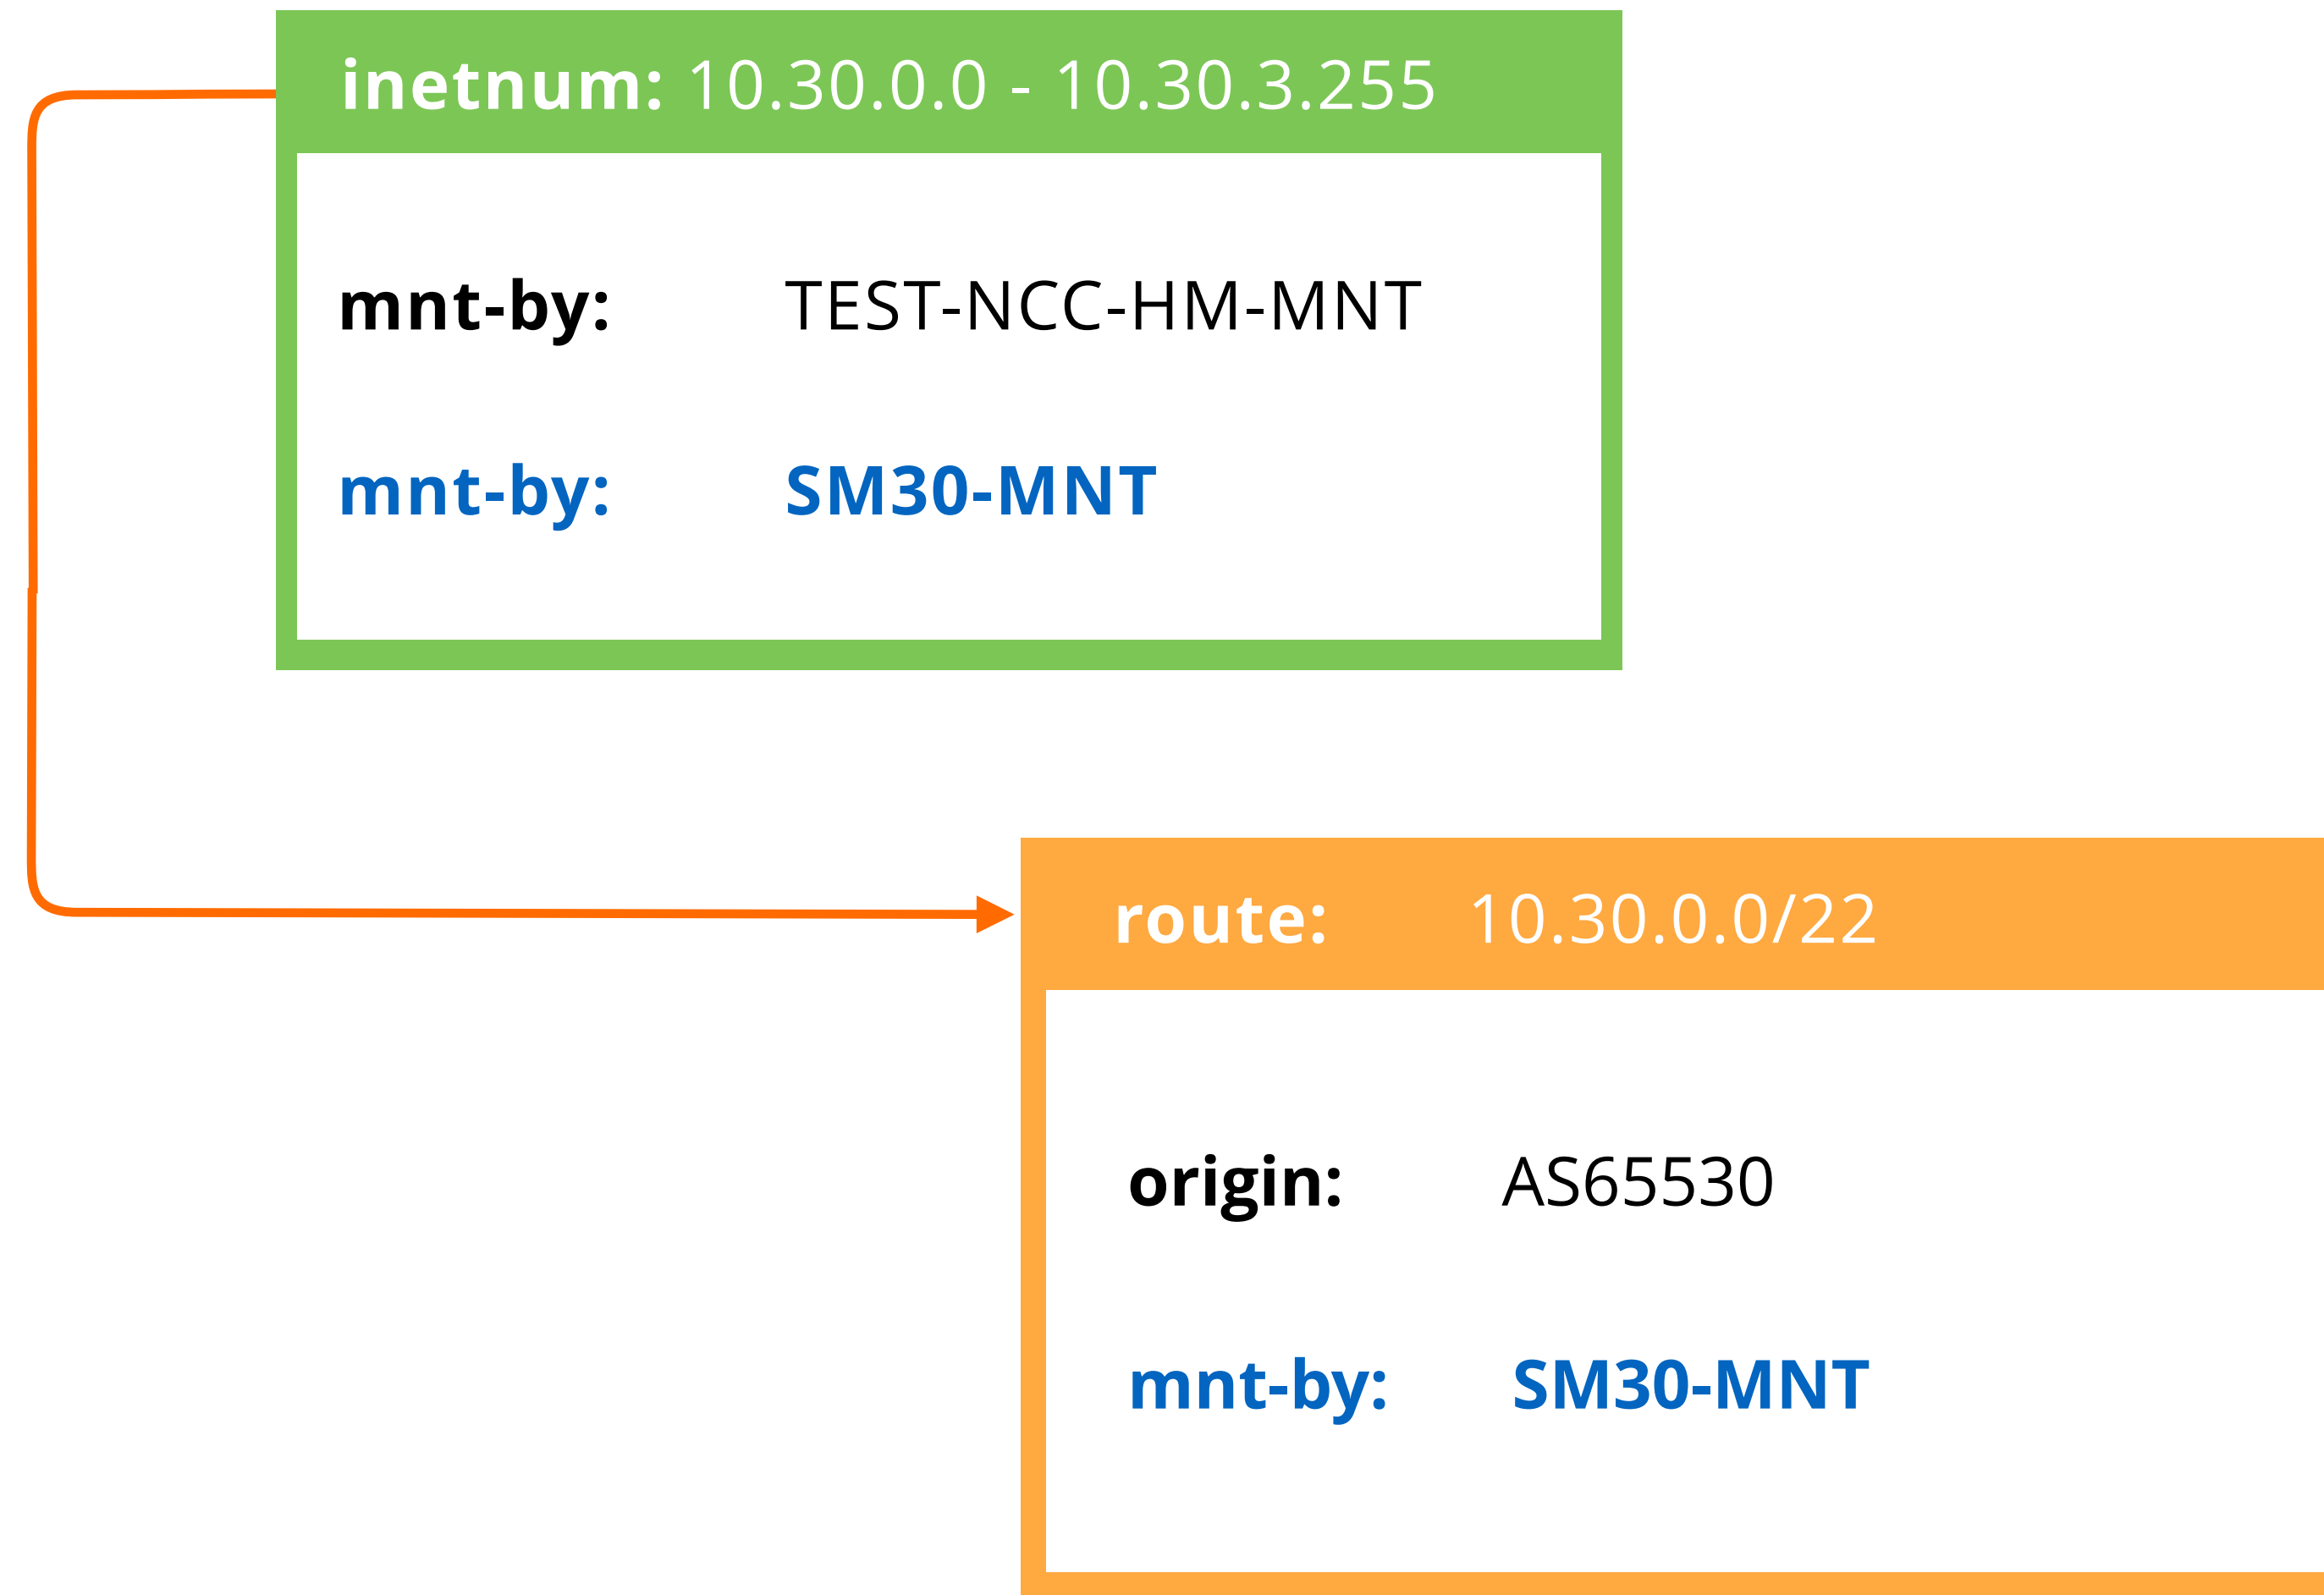 inetnum: 10.30.0.0 - 10.30.3.255
mnt-by: TEST-NCC-HM-MNT
mnt-by: SM30-MNT
route: 10.30.0.0/22
origin: AS65530
mnt-by: SM30-MNT